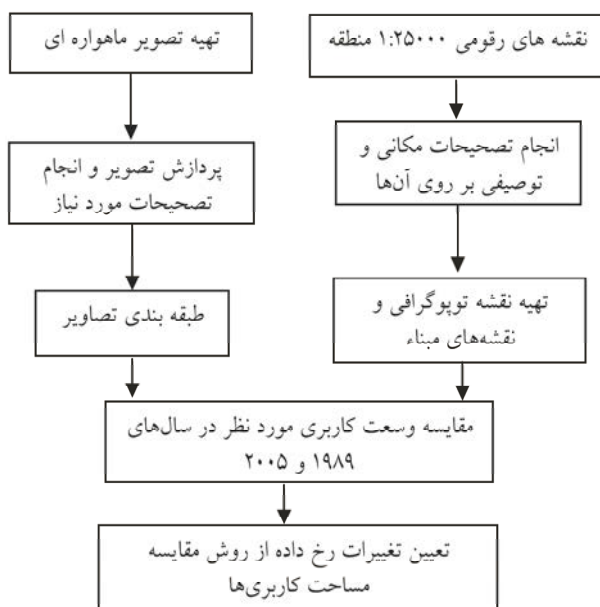 نقشه های رقومی ۱:۲۵۰۰۰ منطقه
تهیه تصویر ماهواره ای
انجام تصحیحات مکانی و
توصیفی بر روی آن‌ها
پردازش تصویر و انجام
تصحیحات مورد نیاز
تهیه نقشه توپوگرافی و
نقشه‌های مبناء
طبقه بندی تصاویر
مقایسه وسعت کاربری مورد نظر در سال‌های
۱۹۸۹ و ۲۰۰۵
تعیین تغییرات رخ داده از روش مقایسه
مساحت کاربری‌ها